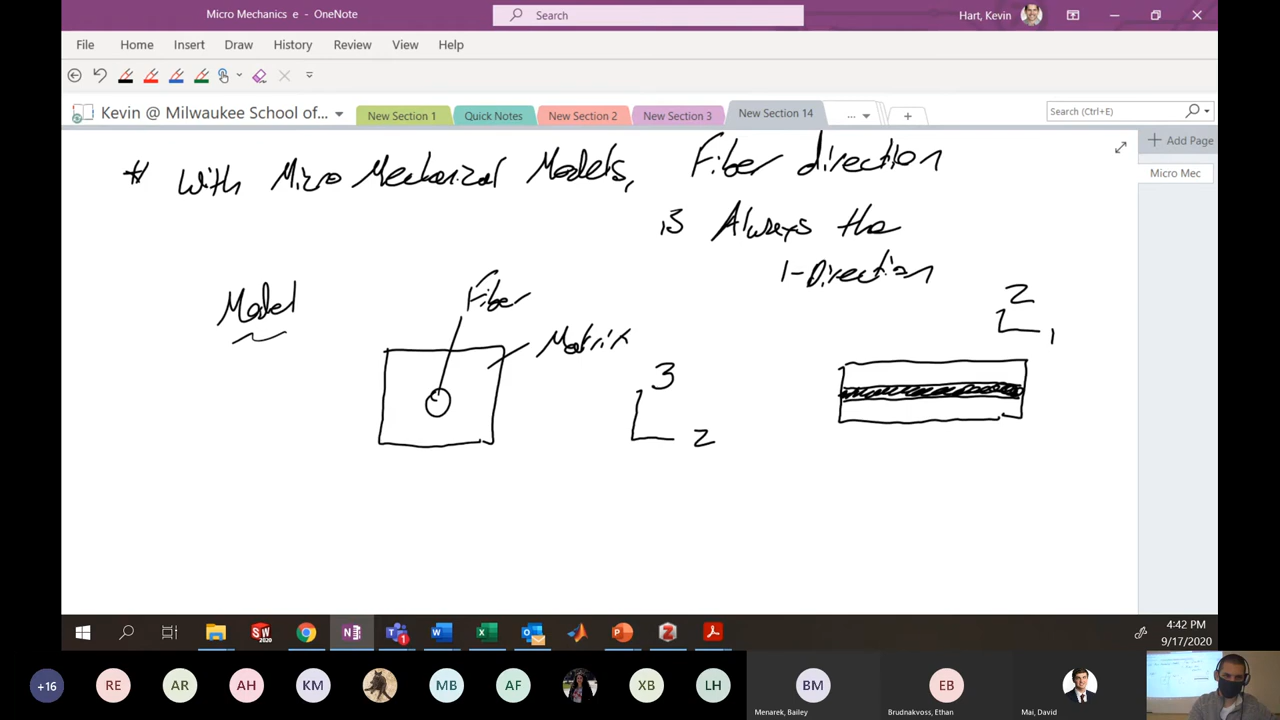 Micro Mechanics e - OneNote
Search
Hart, Kevin
File Home Insert Draw History Review View Help
Kevin @ Milwaukee School of...
New Section 1
Quick Notes
New Section 2
New Section 3
New Section 14
...
Search (Ctrl+E)
Add Page
Micro Mec
* With Micro Mechanical Models, Fiber direction
is Always the
1-Direction
Model
Fiber
Matrix
3
2
2
1
SW
2020
4:42 PM
9/17/2020
+16
RE
AR
AH
KM
MB
AF
XB
LH
BM
Menarek, Bailey
EB
Brudnakvoss, Ethan
Mai, David